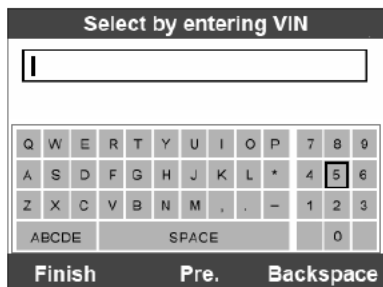 Select by entering VIN
Q W E R T Y U I O P 7 8 9
A S D F G H J K L * 4 5 6
Z X C V B N M , . – 1 2 3
ABCDE SPACE 0
Finish Pre. Backspace